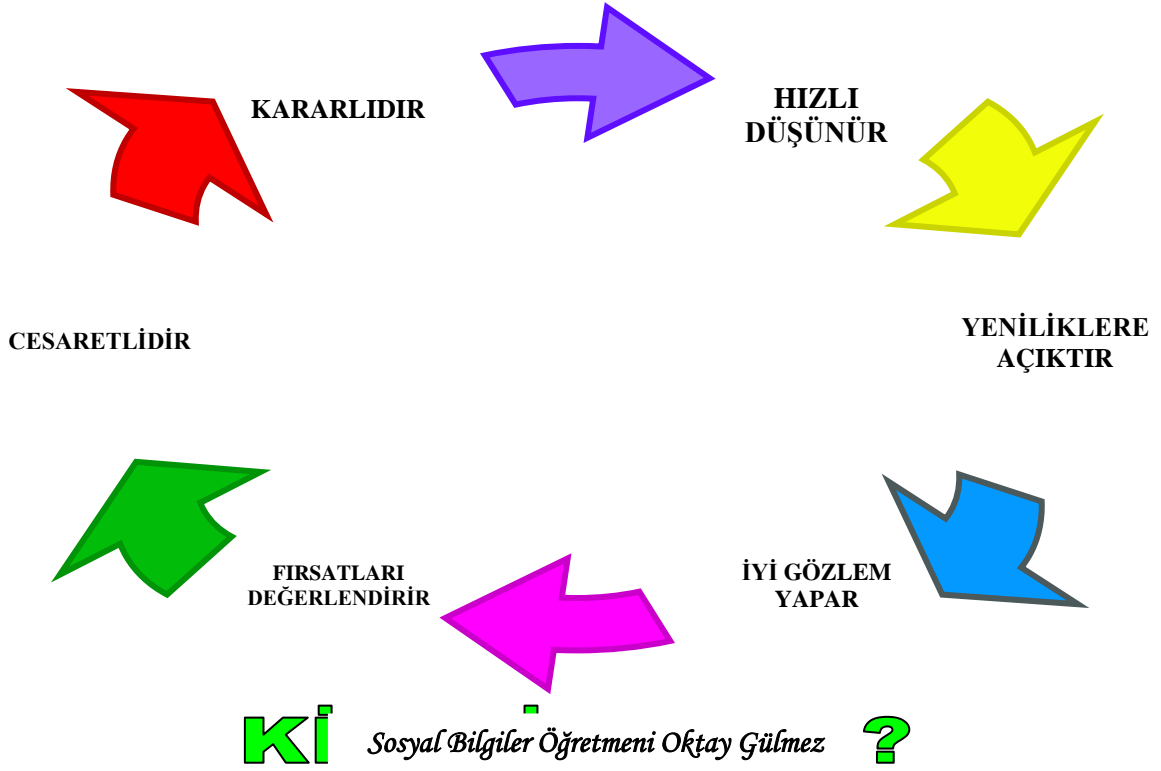 KARARLIDIR
HIZLI
DÜŞÜNÜR
CESARETLİDİR
YENİLİKLERE
AÇIKTIR
FIRSATLARI
DEĞERLENDİRİR
İYİ GÖZLEM
YAPAR
Kİ
Sosyal Bilgiler Öğretmeni Oktay Gülmez
?